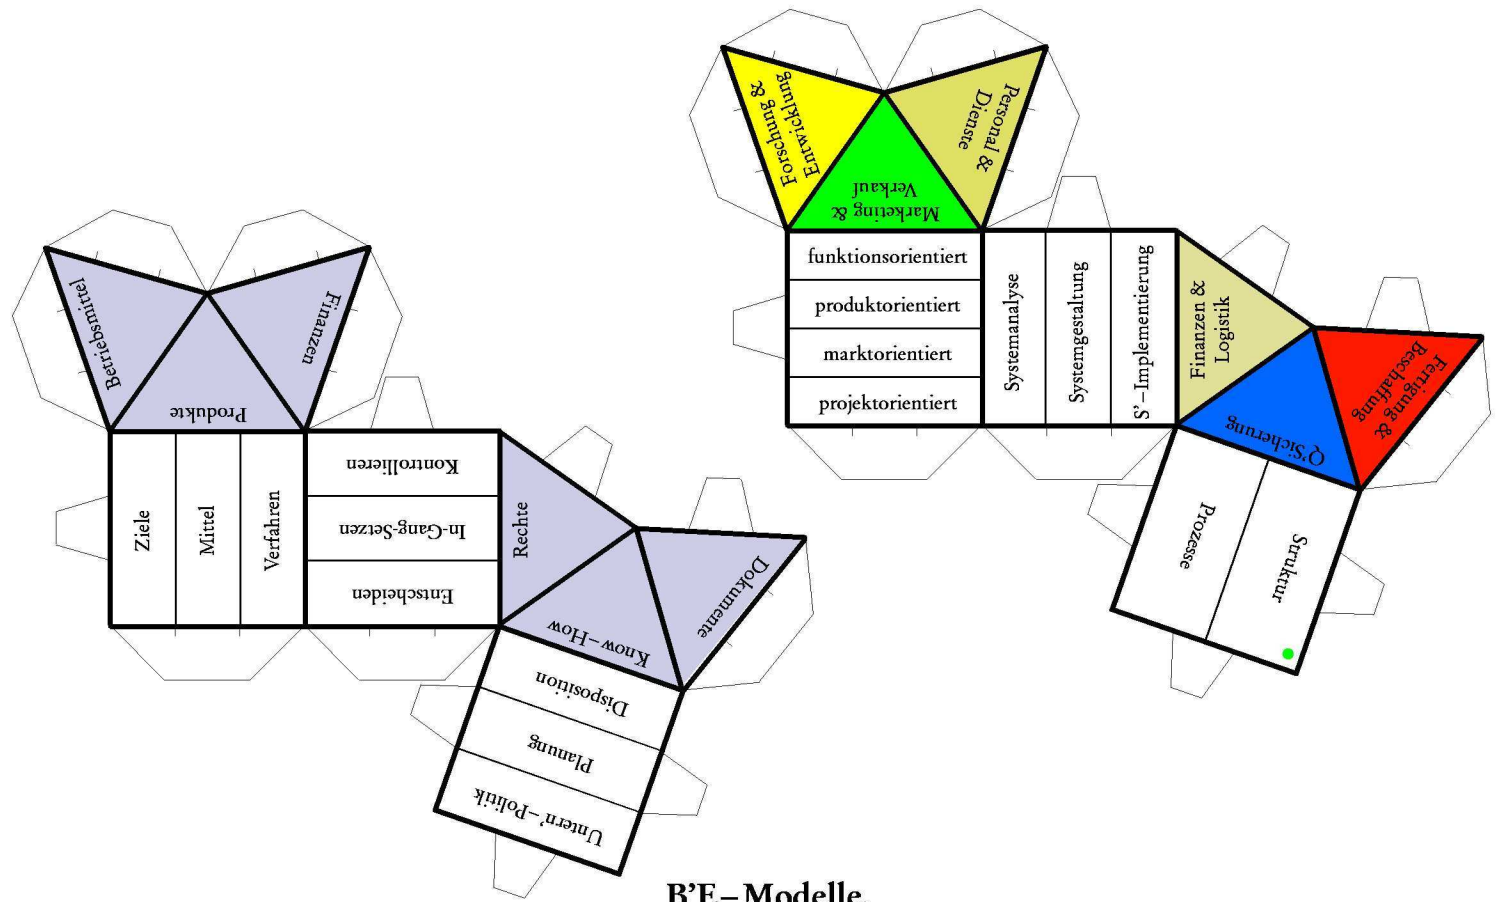 Forschung &
Entwicklung
Personal &
Dienste
Marketing &
Verkauf
funktionsorientiert
produktorientiert
marktorientiert
projektorientiert
Systemanalyse
Systemgestaltung
S'–Implementierung
Finanzen &
Logistik
Q'Sicherung
Fertigung &
Beschaffung
Prozesse
Struktur
Betriebsmittel
Produkte
Finanzen
Ziele
Mittel
Verfahren
Kontrollieren
In-Gang-Setzen
Entscheiden
Rechte
Know–How
Dokumente
Disposition
Planung
Untern'–Politik
B'E–Modelle.